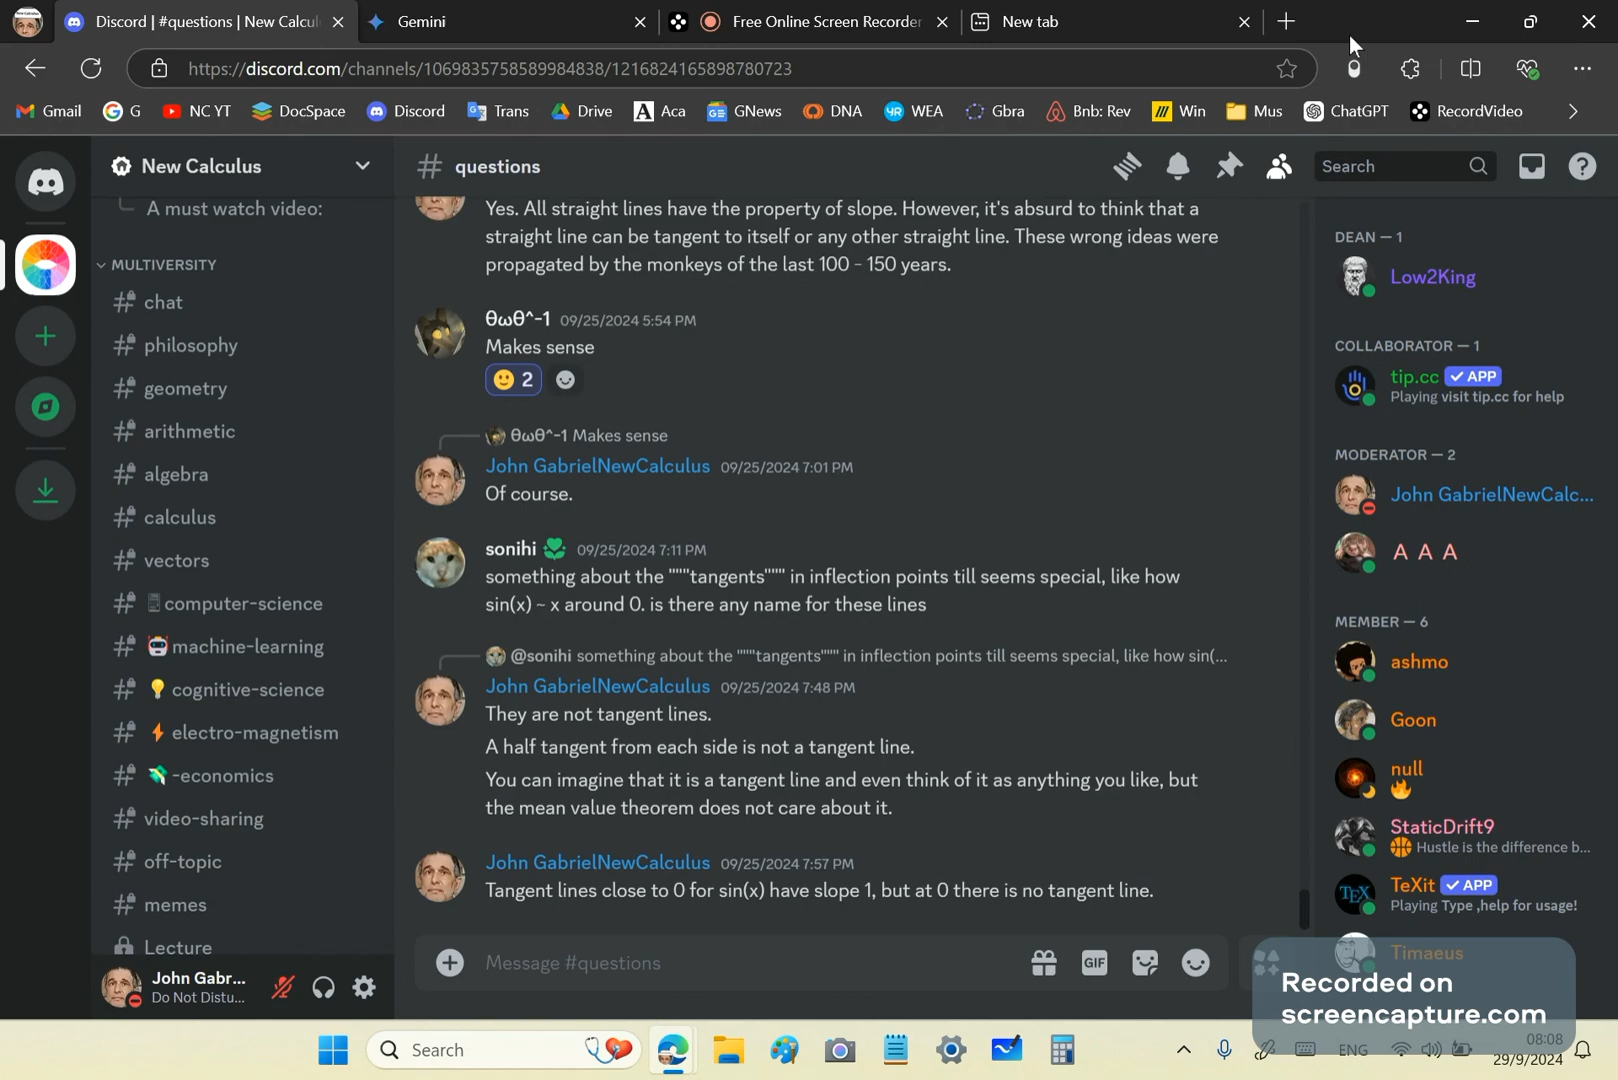 Discord | #questions | New Calcul
Gemini
Free Online Screen Recorder
New tab
https://discord.com/channels/1069835758589984838/1216824165898780723
Gmail
G
NC YT
DocSpace
Discord
Trans
Drive
A Aca
GNews
DNA
YR WEA
Gbra
Bnb: Rev
Win
Mus
ChatGPT
RecordVideo
New Calculus
# questions
Search
A must watch video:
MULTIVERSITY
chat
philosophy
geometry
arithmetic
algebra
calculus
vectors
computer-science
machine-learning
cognitive-science
electro-magnetism
-economics
video-sharing
off-topic
memes
Lecture
John Gabr...
Do Not Distu...
Yes. All straight lines have the property of slope. However, it's absurd to think that a
straight line can be tangent to itself or any other straight line. These wrong ideas were
propagated by the monkeys of the last 100 - 150 years.
θωθ^-1 09/25/2024 5:54 PM
Makes sense
🙂 2
θωθ^-1 Makes sense
John GabrielNewCalculus 09/25/2024 7:01 PM
Of course.
sonihi 09/25/2024 7:11 PM
something about the """tangents""" in inflection points till seems special, like how
sin(x) ~ x around 0. is there any name for these lines
@sonihi something about the """tangents""" in inflection points till seems special, like how sin(...
John GabrielNewCalculus 09/25/2024 7:48 PM
They are not tangent lines.
A half tangent from each side is not a tangent line.
You can imagine that it is a tangent line and even think of it as anything you like, but
the mean value theorem does not care about it.
John GabrielNewCalculus 09/25/2024 7:57 PM
Tangent lines close to 0 for sin(x) have slope 1, but at 0 there is no tangent line.
Message #questions
GIF
DEAN — 1
Low2King
COLLABORATOR — 1
tip.cc ✓ APP
Playing visit tip.cc for help
MODERATOR — 2
John GabrielNewCalc...
A A A
MEMBER — 6
ashmo
Goon
null
🔥
StaticDrift9
🏀 Hustle is the difference b...
TeXit ✓ APP
Playing Type ,help for usage!
Timaeus
Recorded on
screencapture.com
Search
ENG
08:08
29/9/2024